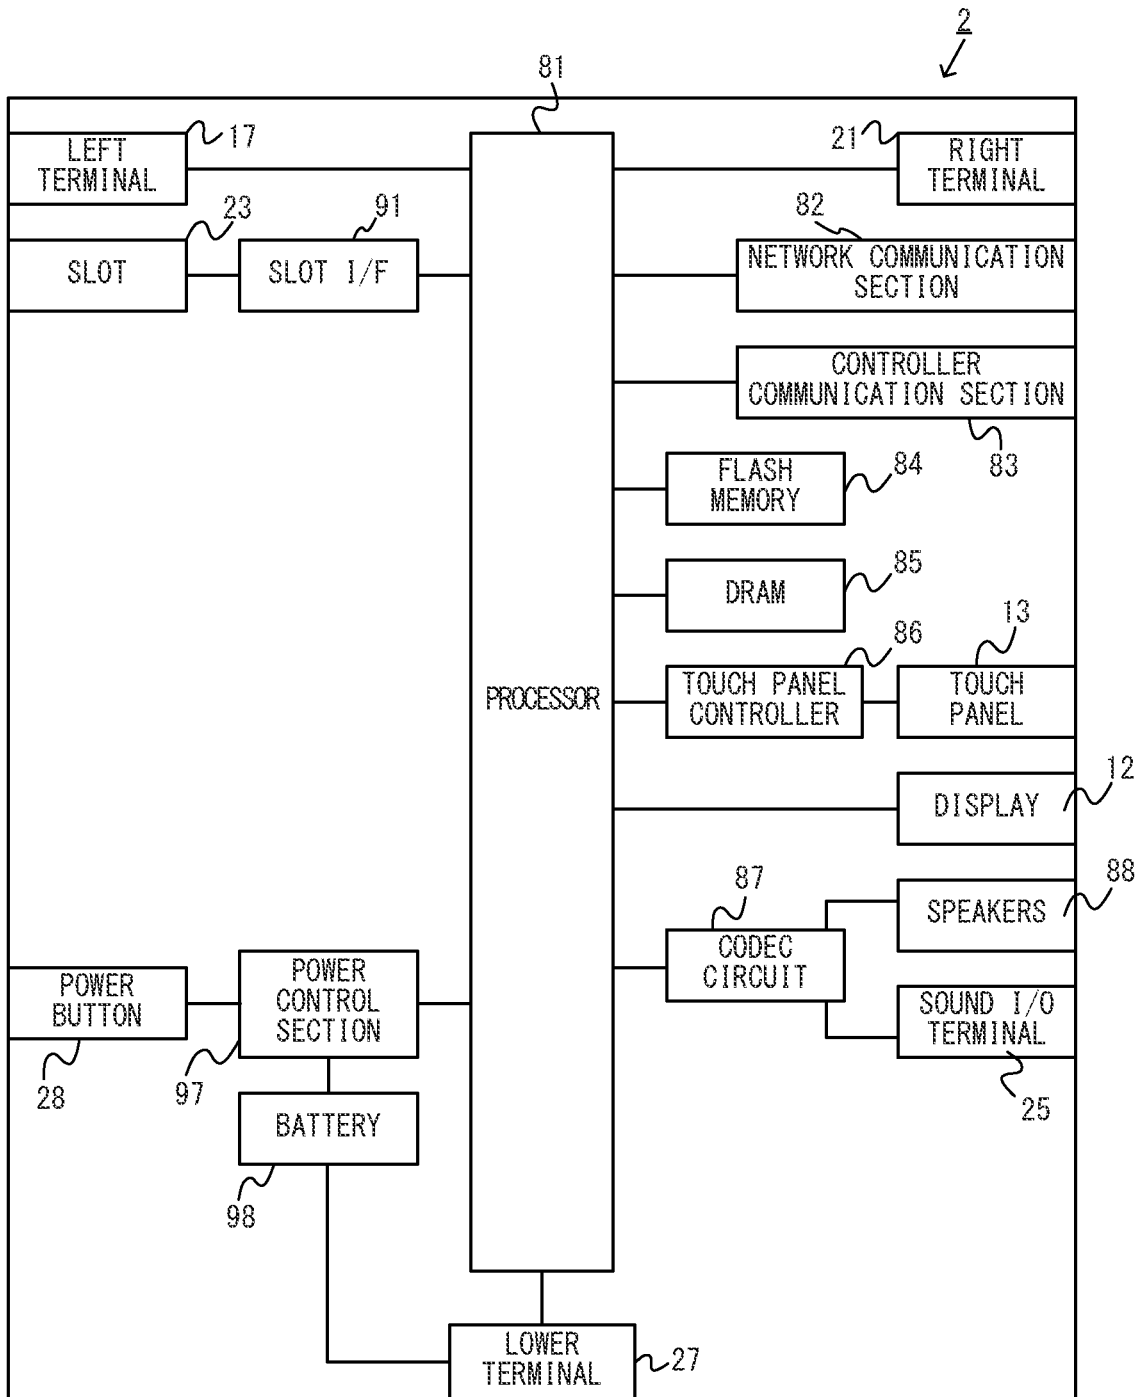 2
81
17
LEFT
TERMINAL
21
RIGHT
TERMINAL
23
SLOT
91
SLOT I/F
82
NETWORK COMMUNICATION
SECTION
CONTROLLER
COMMUNICATION SECTION
83
FLASH
MEMORY
84
DRAM
85
PROCESSOR
86
TOUCH PANEL
CONTROLLER
13
TOUCH
PANEL
DISPLAY
12
87
CODEC
CIRCUIT
SPEAKERS
88
SOUND I/O
TERMINAL
25
POWER
BUTTON
28
POWER
CONTROL
SECTION
97
BATTERY
98
LOWER
TERMINAL
27